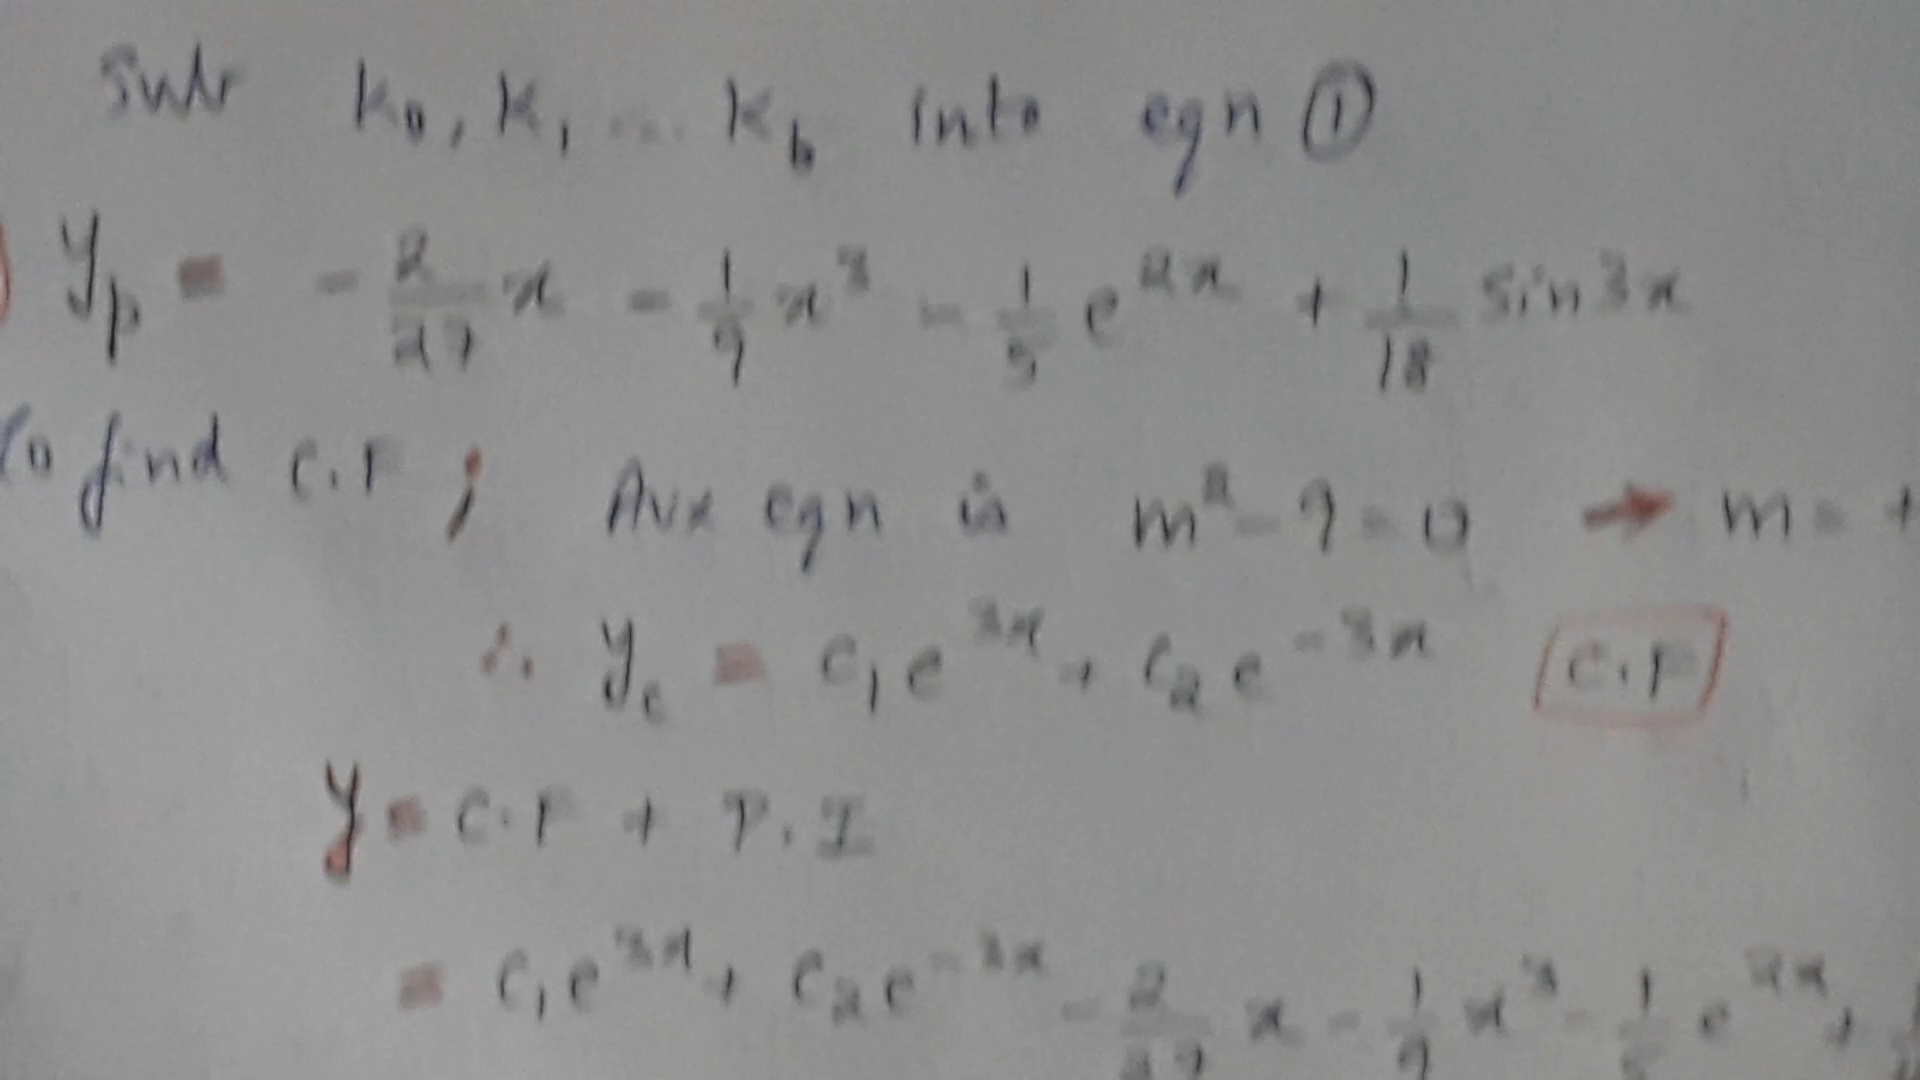 Sub k₀, k₁ ... k₆ into eqn ①
yₚ = - 2/27 x - 1/9 x³ - 1/5 e²ˣ + 1/18 sin3x
To find C.F ; Aux eqn is m² - 9 = 0 → m = +
∴ y_c = c₁e³ˣ + c₂e⁻³ˣ C.F
y = C.F + P.I
= c₁e³ˣ + c₂e⁻³ˣ - 2/27 x - 1/9 x³ - 1/5 e²ˣ +